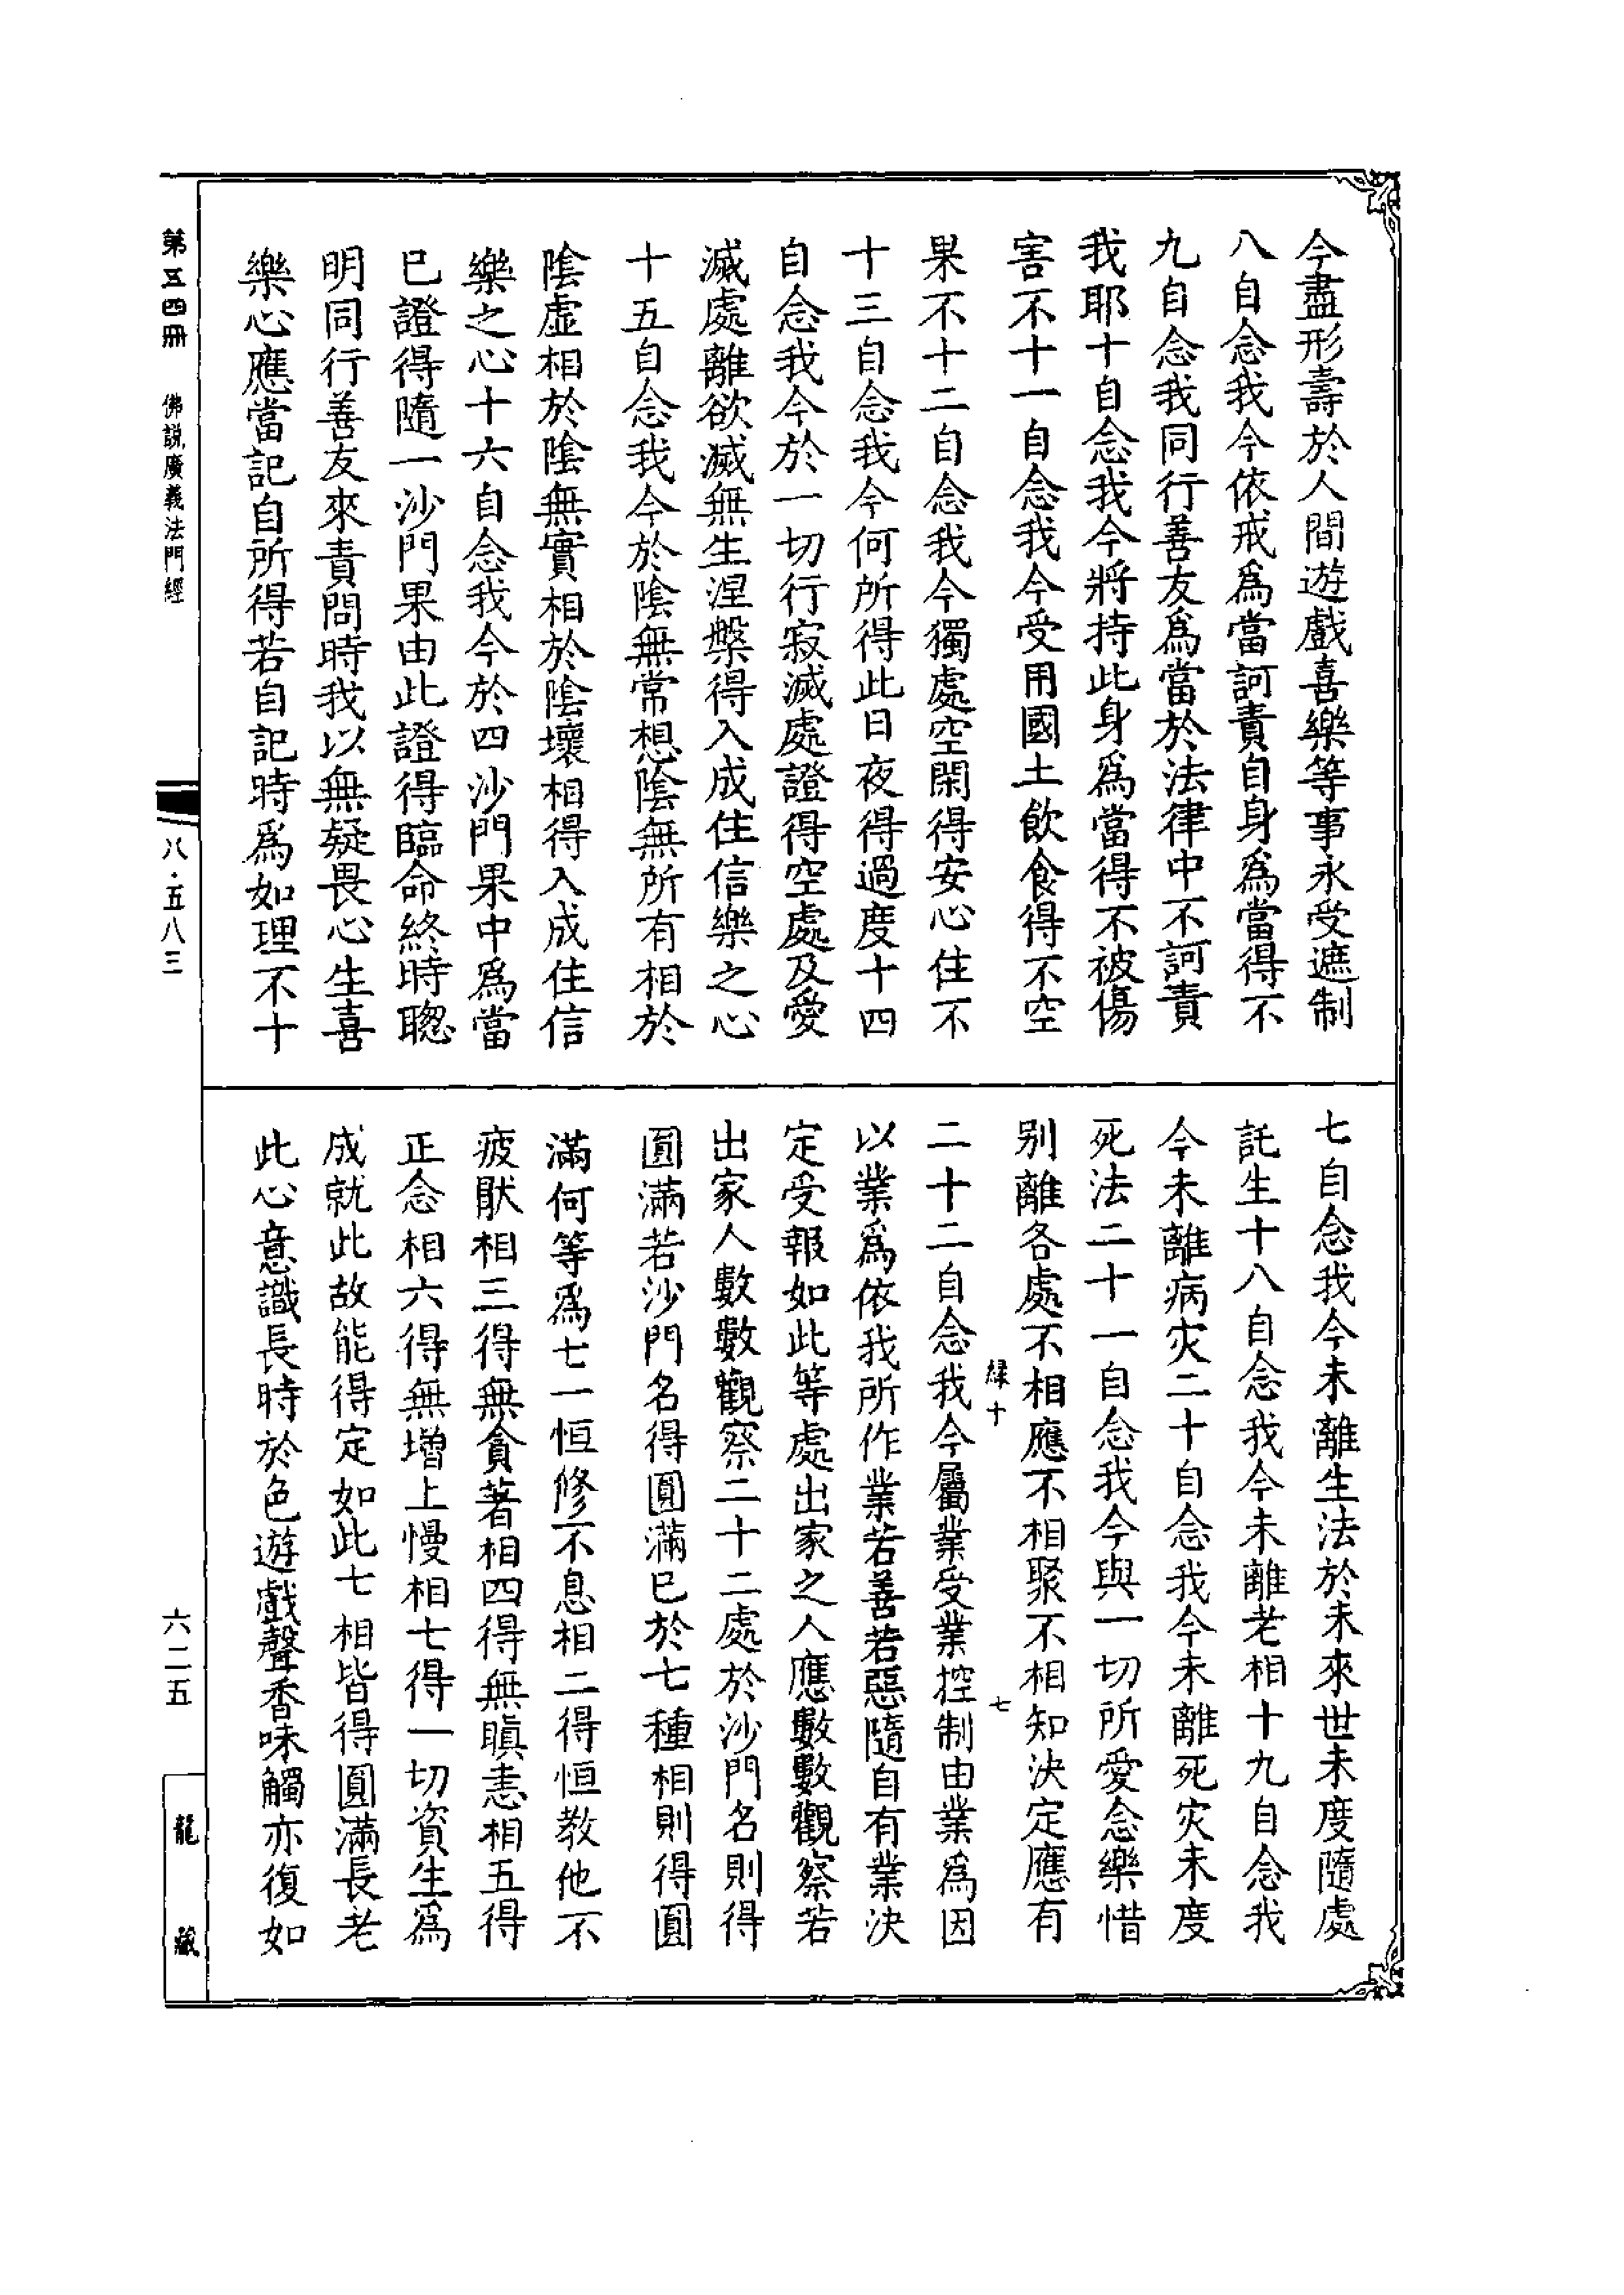 今盡形壽於人間遊戲喜樂等事永受遮制
八自念我今依戒爲當訶責自身爲當得不
九自念我同行善友爲當於法律中不訶責
我耶十自念我今將持此身爲當得不被傷
害不十一自念我今受用國土飲食得不空
果不十二自念我今獨處空閑得安心住不
十三自念我今何所得此日夜得過度十四
自念我今於一切行寂滅處證得空處及愛
滅處離欲滅無生涅槃得入成住信樂之心
十五自念我今於陰無常想陰無所有相於
陰虛相於陰無實相於陰壞相得入成住信
樂之心十六自念我今於四沙門果中爲當
已證得隨一沙門果由此證得臨命終時聰
明同行善友來責問時我以無疑畏心生喜
樂心應當記自所得若自記時爲如理不十
七自念我今未離生法於未來世未度隨處
託生十八自念我今未離老相十九自念我
今未離病灾二十自念我今未離死灾未度
死法二十一自念我今與一切所愛念樂惜
别離各處不相應不相聚不相知決定應有
緑十 七
二十二自念我今屬業受業控制由業爲因
以業爲依我所作業若善若惡隨自有業決
定受報如此等處出家之人應數數觀察若
出家人數數觀察二十二處於沙門名則得
圓滿若沙門名得圓滿已於七種相則得圓
滿何等爲七一恒修不息相二得恒教他不
疲猒相三得無貪著相四得無瞋恚相五得
正念相六得無增上慢相七得一切資生爲
成就此故能得定如此七相皆得圓滿長老
此心意識長時於色遊戲聲香味觸亦復如
第五四冊 佛說廣義法門經
八·五八三
六二五
龍藏